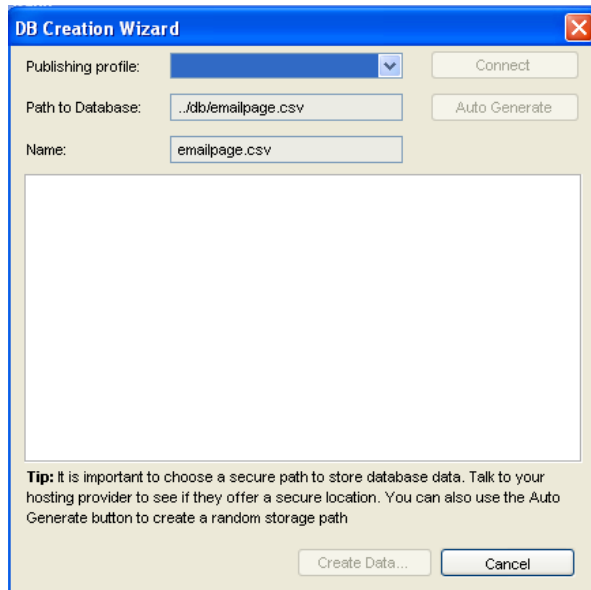 DB Creation Wizard
Publishing profile:
Connect
Path to Database:
../db/emailpage.csv
Auto Generate
Name:
emailpage.csv
Tip: It is important to choose a secure path to store database data. Talk to your
hosting provider to see if they offer a secure location. You can also use the Auto
Generate button to create a random storage path
Create Data...
Cancel